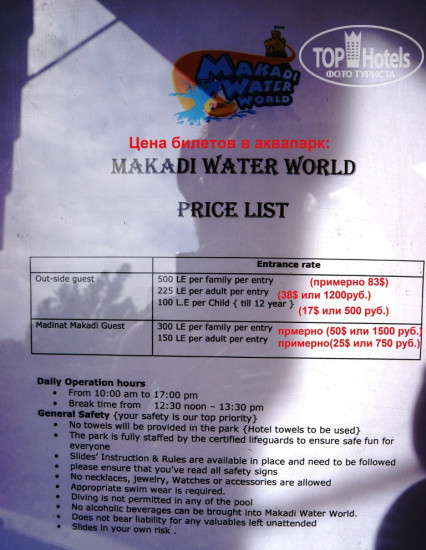 TOP Hotels
ФОТО ТУРИСТА
MAKADI
WATER
WORLD
Цена билетов в аквапарк:
MAKADI WATER WORLD
PRICE LIST
Entrance rate
Out-side guest
500 LE per family per entry (примерно 83$)
225 LE per adult per entry (38$ или 1200руб.)
100 L.E per Child { till 12 year } (17$ или 500 руб.)
Madinat Makadi Guest
300 LE per family per entry прмерно (50$ или 1500 руб.)
150 LE per adult per entry примерно(25$ или 750 руб.)
Daily Operation hours
• From 10:00 am to 17:00 pm
• Break time from 12:30 noon – 13:30 pm
General Safety {your safety is our top priority}
• No towels will be provided in the park {Hotel towels to be used}
• The park is fully staffed by the certified lifeguards to ensure safe fun for
everyone
• Slides' Instruction & Rules are available in place and need to be followed
• please ensure that you've read all safety signs
• No necklaces, jewelry, Watches or accessories are allowed
• Appropriate swim wear is required.
• Diving is not permitted in any of the pool
• No alcoholic beverages can be brought into Makadi Water World.
• Does not bear liability for any valuables left unattended
• Slides in your own risk .